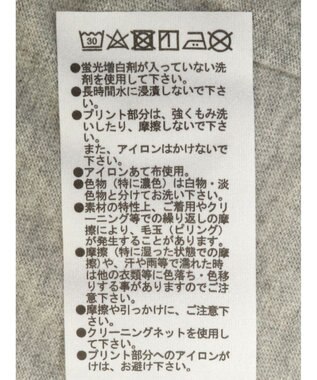 30
●蛍光増白剤が入っていない洗
剤を使用して下さい。
●長時間水に浸漬しないで下さ
い。
●プリント部分は、強くもみ洗
いしたり、摩擦しないで下さ
い。
また、アイロンはかけないで
下さい。
●アイロンあて布使用。
●色物（特に濃色）は白物・淡
色物と分けてお洗い下さい。
●素材の特性上、ご着用やクリ
ーニング等での繰り返しの摩
擦により、毛玉（ピリング）
が発生することがあります。
●摩擦（特に湿った状態での摩
擦）や、汗や雨等で濡れた時
は他の衣類等に色落ち・色移
りする事がありますのでご注
意下さい。
●摩擦や引っかけに、ご注意下
さい。
●クリーニングネットを使用し
て下さい。
●プリント部分へのアイロンが
けは、お避け下さい。